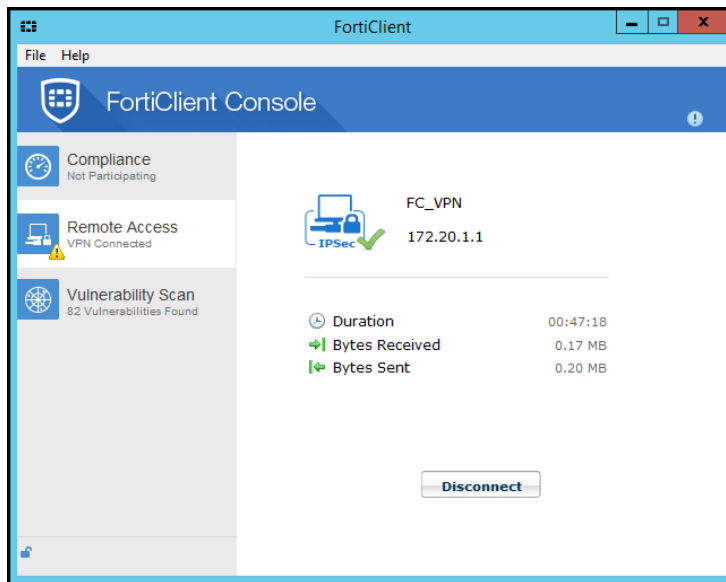 FortiClient
File Help
FortiClient Console
Compliance
Not Participating
Remote Access
VPN Connected
Vulnerability Scan
82 Vulnerabilities Found
IPSec
FC_VPN
172.20.1.1
Duration 00:47:18
Bytes Received 0.17 MB
Bytes Sent 0.20 MB
Disconnect